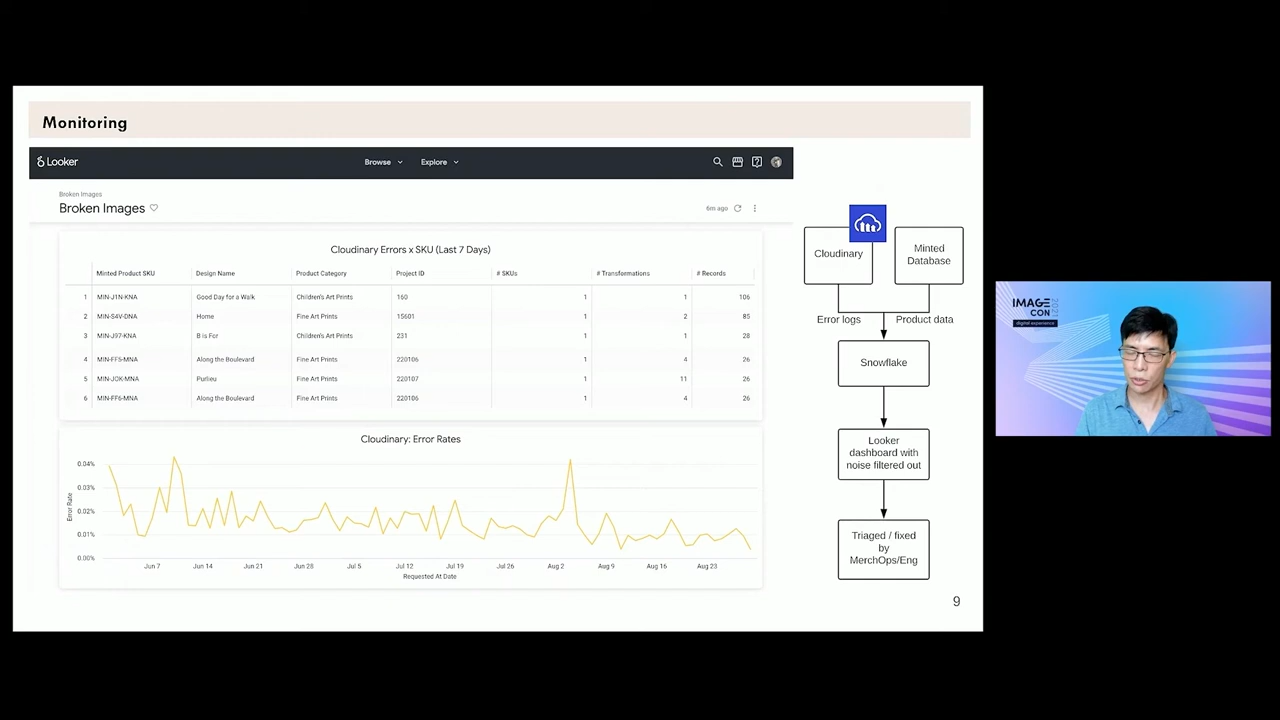 Monitoring
Looker
Browse
Explore
Broken Images
Broken Images
6m ago
Cloudinary Errors x SKU (Last 7 Days)
Minted Product SKU Design Name Product Category Project ID # SKUs # Transformations # Records
1 MIN-J1N-KNA Good Day for a Walk Children's Art Prints 160 1 1 106
2 MIN-S4V-DNA Home Fine Art Prints 15601 1 2 85
3 MIN-J97-KNA B is For Children's Art Prints 231 1 1 28
4 MIN-FF5-MNA Along the Boulevard Fine Art Prints 220106 1 4 26
5 MIN-JOK-MNA Purlieu Fine Art Prints 220107 1 11 26
6 MIN-FF6-MNA Along the Boulevard Fine Art Prints 220106 1 4 26
Cloudinary: Error Rates
Error Rate
0.04%
0.03%
0.02%
0.01%
0.00%
Jun 7 Jun 14 Jun 21 Jun 28 Jul 5 Jul 12 Jul 19 Jul 26 Aug 2 Aug 9 Aug 16 Aug 23
Requested At Date
Cloudinary
Minted
Database
Error logs
Product data
Snowflake
Looker
dashboard with
noise filtered out
Triaged / fixed
by
MerchOps/Eng
9
IMAGE
CON
2021
digital experience